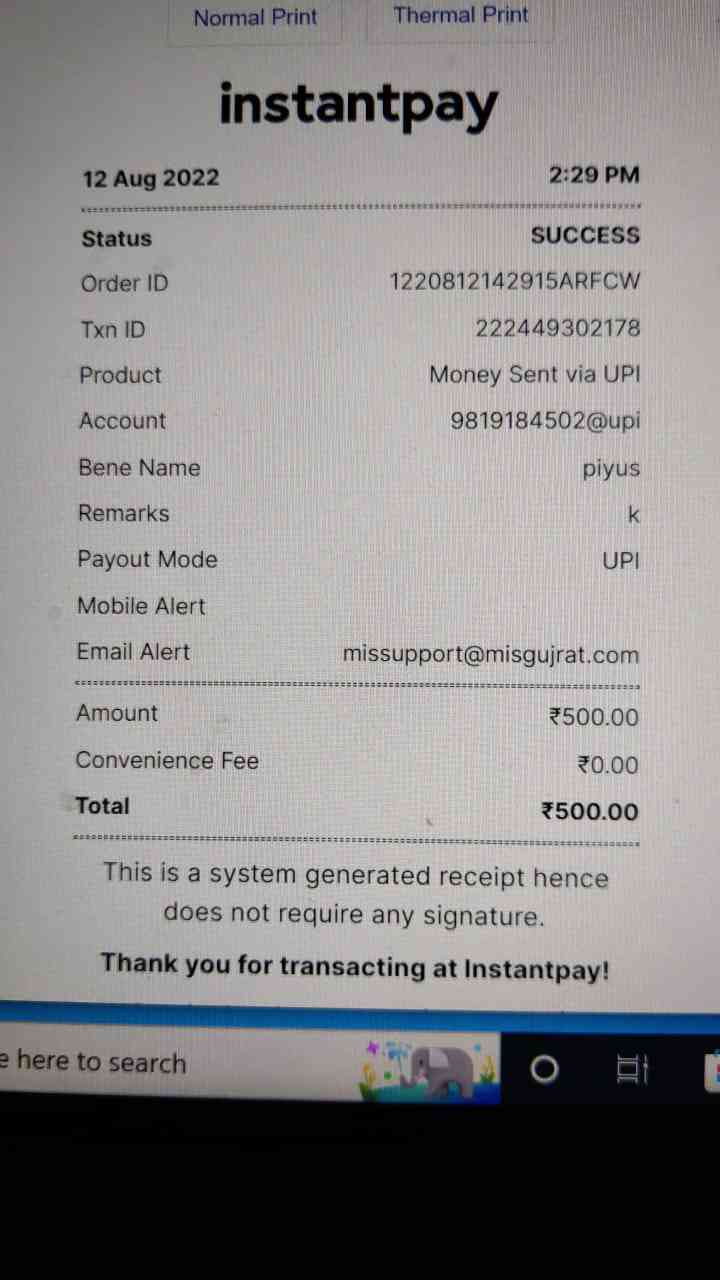 Normal Print Thermal Print
instantpay
12 Aug 2022 2:29 PM
Status SUCCESS
Order ID 1220812142915ARFCW
Txn ID 222449302178
Product Money Sent via UPI
Account 9819184502@upi
Bene Name piyus
Remarks k
Payout Mode UPI
Mobile Alert
Email Alert missupport@misgujrat.com
Amount ₹500.00
Convenience Fee ₹0.00
Total ₹500.00
This is a system generated receipt hence
does not require any signature.
Thank you for transacting at Instantpay!
e here to search